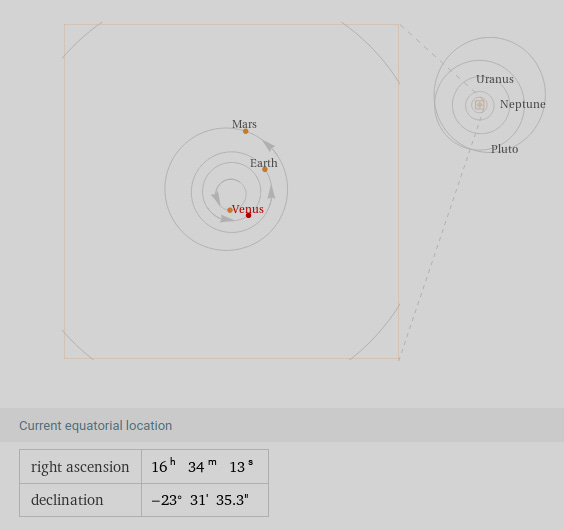 Uranus
Neptune
Mars
Pluto
Earth
Venus
Current equatorial location
right ascension 16 h 34 m 13 s
declination −23° 31′ 35.3″